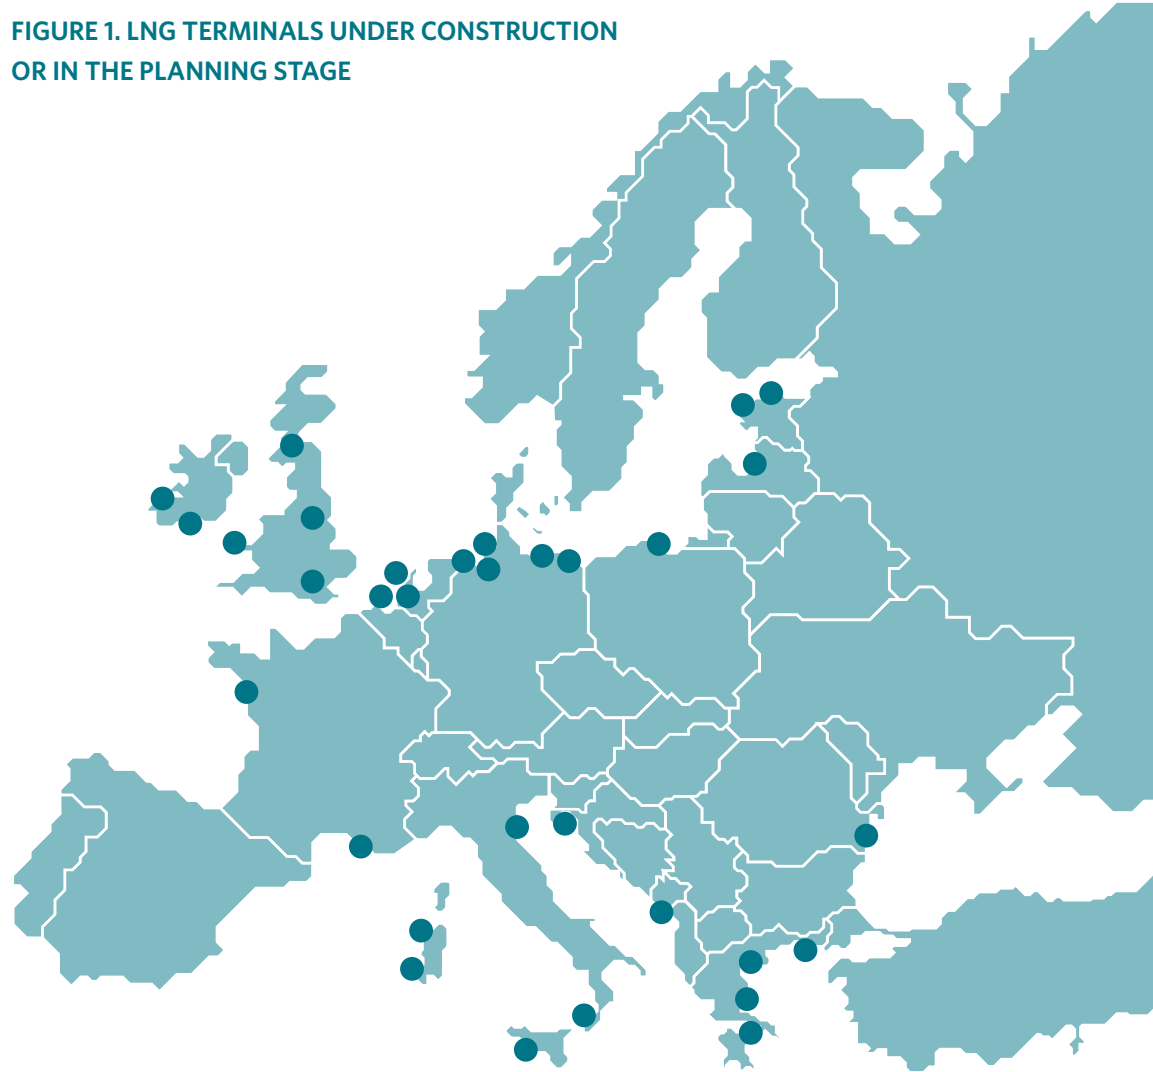 FIGURE 1. LNG TERMINALS UNDER CONSTRUCTION
OR IN THE PLANNING STAGE